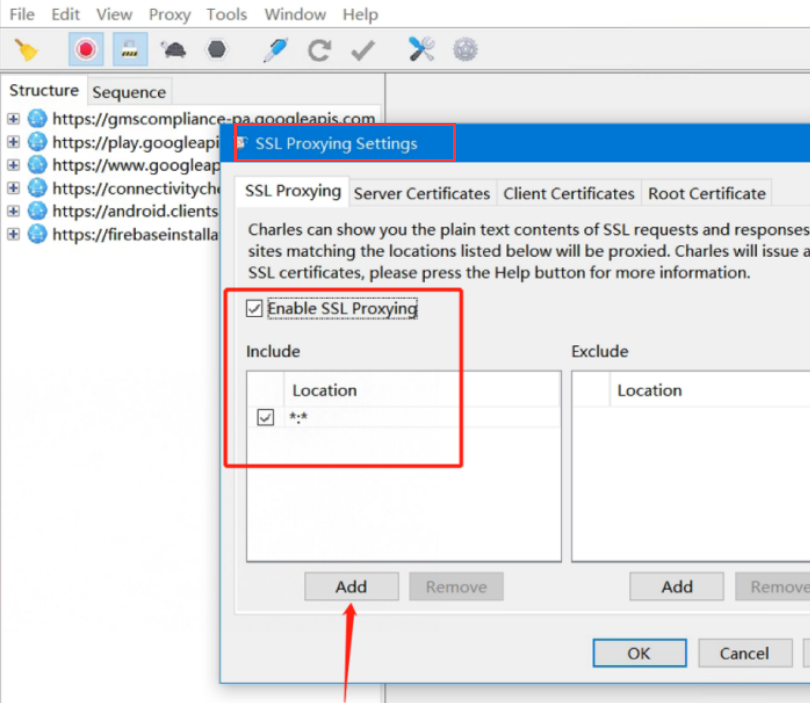 File Edit View Proxy Tools Window Help
Structure Sequence
https://gmscompliance-pa.googleapis.com
https://play.googleapi
https://www.googleap
https://connectivityche
https://android.clients
https://firebaseinstalla
SSL Proxying Settings
SSL Proxying Server Certificates Client Certificates Root Certificate
Charles can show you the plain text contents of SSL requests and responses
sites matching the locations listed below will be proxied. Charles will issue a
SSL certificates, please press the Help button for more information.
Enable SSL Proxying
Include Exclude
Location Location
*:*
Add Remove Add Remove
OK Cancel